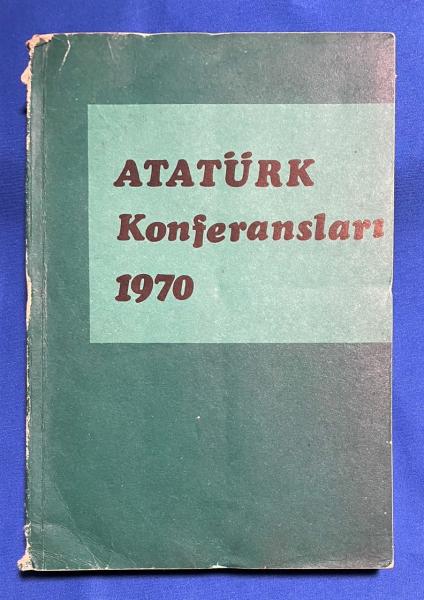 ATATÜRK
Konferansları
1970